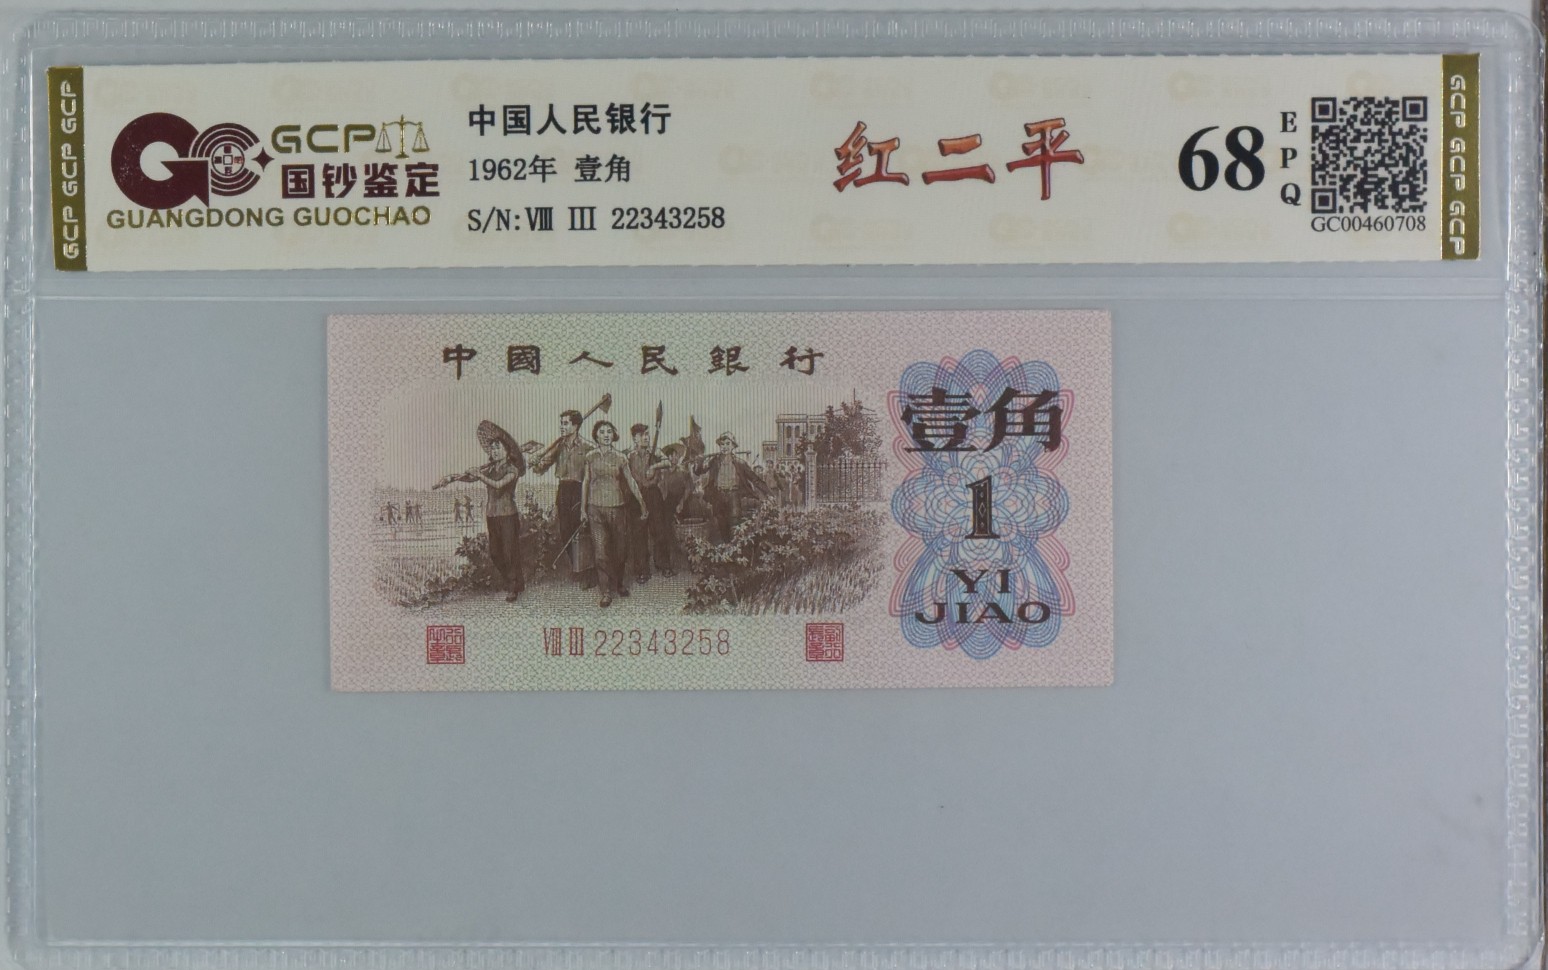 GCP GCP GCP
GCP
国钞鉴定
GUANGDONG GUOCHAO
中国人民银行
1962年 壹角
S/N:Ⅷ Ⅲ 22343258
红二平
68
E
P
Q
GC00460708
GCP GCP GCP
中國人民銀行
壹角
1
YI
JIAO
Ⅷ Ⅲ 22343258